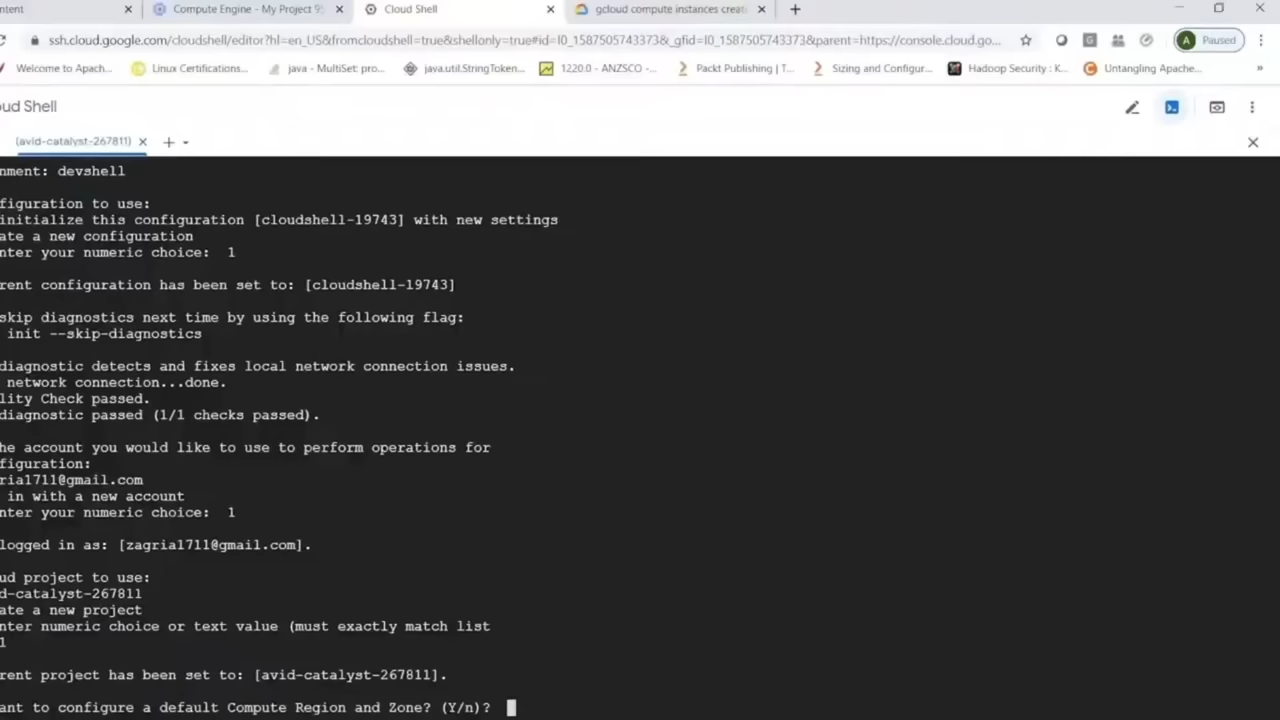 ntent
Compute Engine - My Project 9
Cloud Shell
gcloud compute instances creat
ssh.cloud.google.com/cloudshell/editor?hl=en_US&fromcloudshell=true&shellonly=true#id=I0_1587505743373&_gfid=I0_1587505743373&parent=https://console.cloud.go...
A Paused
Welcome to Apach...
Linux Certifications...
java - MultiSet: pro...
java.util.StringToken...
1220.0 - ANZSCO -...
Packt Publishing | T...
Sizing and Configur...
Hadoop Security : K...
Untangling Apache...
»
oud Shell
(avid-catalyst-267811)
nment: devshell
figuration to use:
initialize this configuration [cloudshell-19743] with new settings
ate a new configuration
nter your numeric choice: 1
rent configuration has been set to: [cloudshell-19743]
skip diagnostics next time by using the following flag:
init --skip-diagnostics
diagnostic detects and fixes local network connection issues.
network connection...done.
lity Check passed.
diagnostic passed (1/1 checks passed).
he account you would like to use to perform operations for
figuration:
ria1711@gmail.com
in with a new account
nter your numeric choice: 1
logged in as: [zagria1711@gmail.com].
ud project to use:
d-catalyst-267811
ate a new project
nter numeric choice or text value (must exactly match list
1
rent project has been set to: [avid-catalyst-267811].
ant to configure a default Compute Region and Zone? (Y/n)?